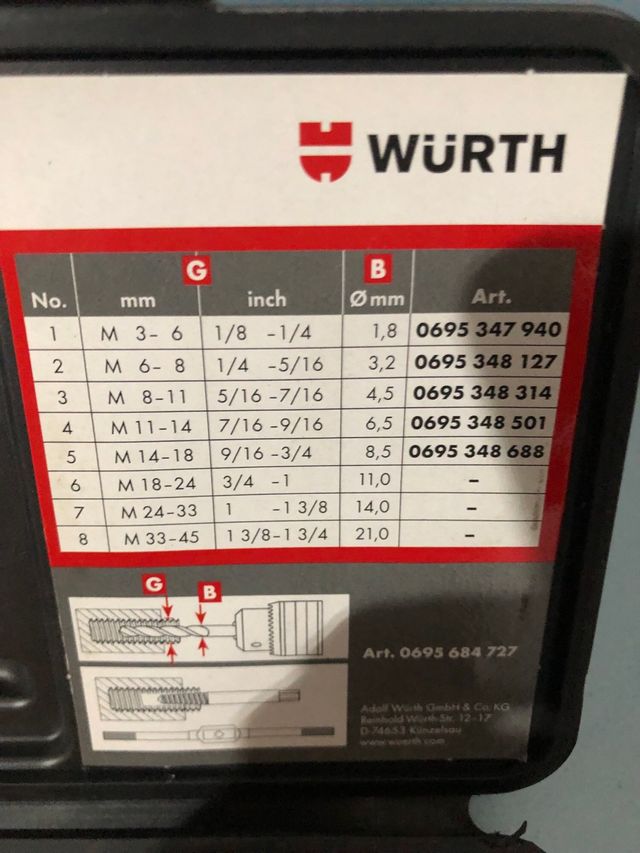 WÜRTH
G B
No. mm inch Ø mm Art.
1 M 3- 6 1/8 -1/4 1,8 0695 347 940
2 M 6- 8 1/4 -5/16 3,2 0695 348 127
3 M 8-11 5/16 -7/16 4,5 0695 348 314
4 M 11-14 7/16 -9/16 6,5 0695 348 501
5 M 14-18 9/16 -3/4 8,5 0695 348 688
6 M 18-24 3/4 -1 11,0 -
7 M 24-33 1 -1 3/8 14,0 -
8 M 33-45 1 3/8-1 3/4 21,0 -
G B
Art. 0695 684 727
Adolf Würth GmbH & Co. KG
Reinhold Würth-Str. 12-17
D-74653 Künzelsau
www.wuerth.com